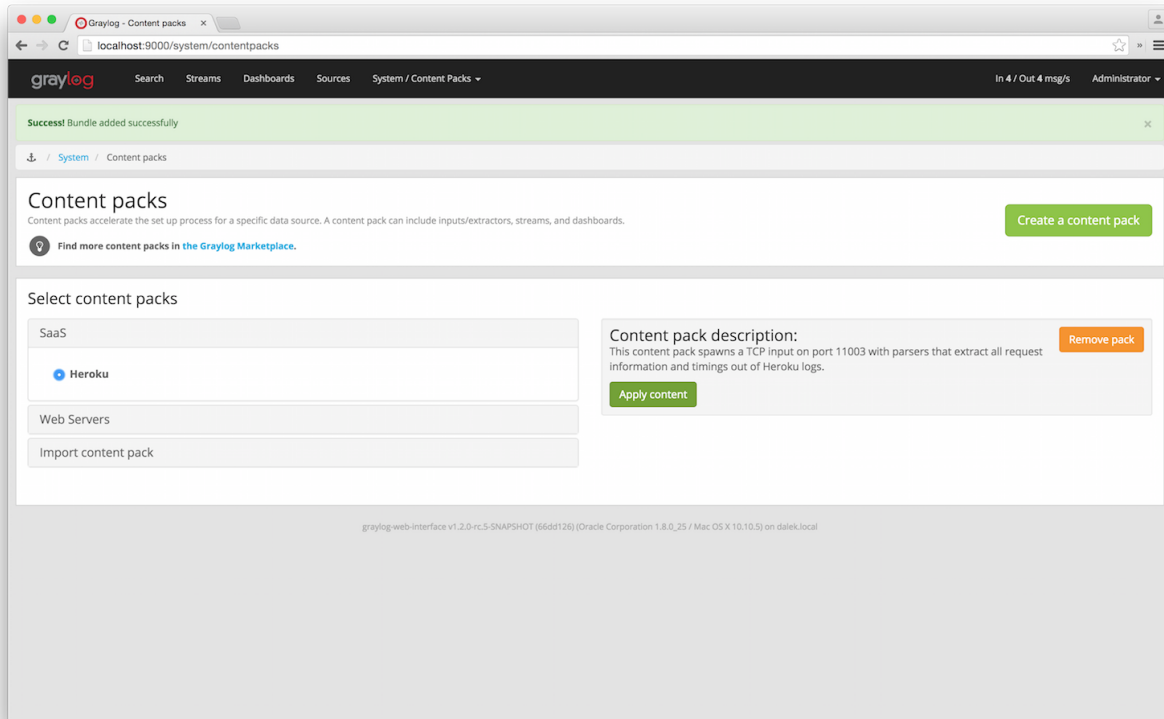 Graylog - Content packs
localhost:9000/system/contentpacks
graylog Search Streams Dashboards Sources System / Content Packs In 4 / Out 4 msg/s Administrator
Success! Bundle added successfully
/ System / Content packs
Content packs
Content packs accelerate the set up process for a specific data source. A content pack can include inputs/extractors, streams, and dashboards.
Create a content pack
Find more content packs in the Graylog Marketplace.
Select content packs
SaaS
Heroku
Web Servers
Import content pack
Content pack description:
Remove pack
This content pack spawns a TCP input on port 11003 with parsers that extract all request
information and timings out of Heroku logs.
Apply content
graylog-web-interface v1.2.0-rc.5-SNAPSHOT (66dd126) (Oracle Corporation 1.8.0_25 / Mac OS X 10.10.5) on dalek.local